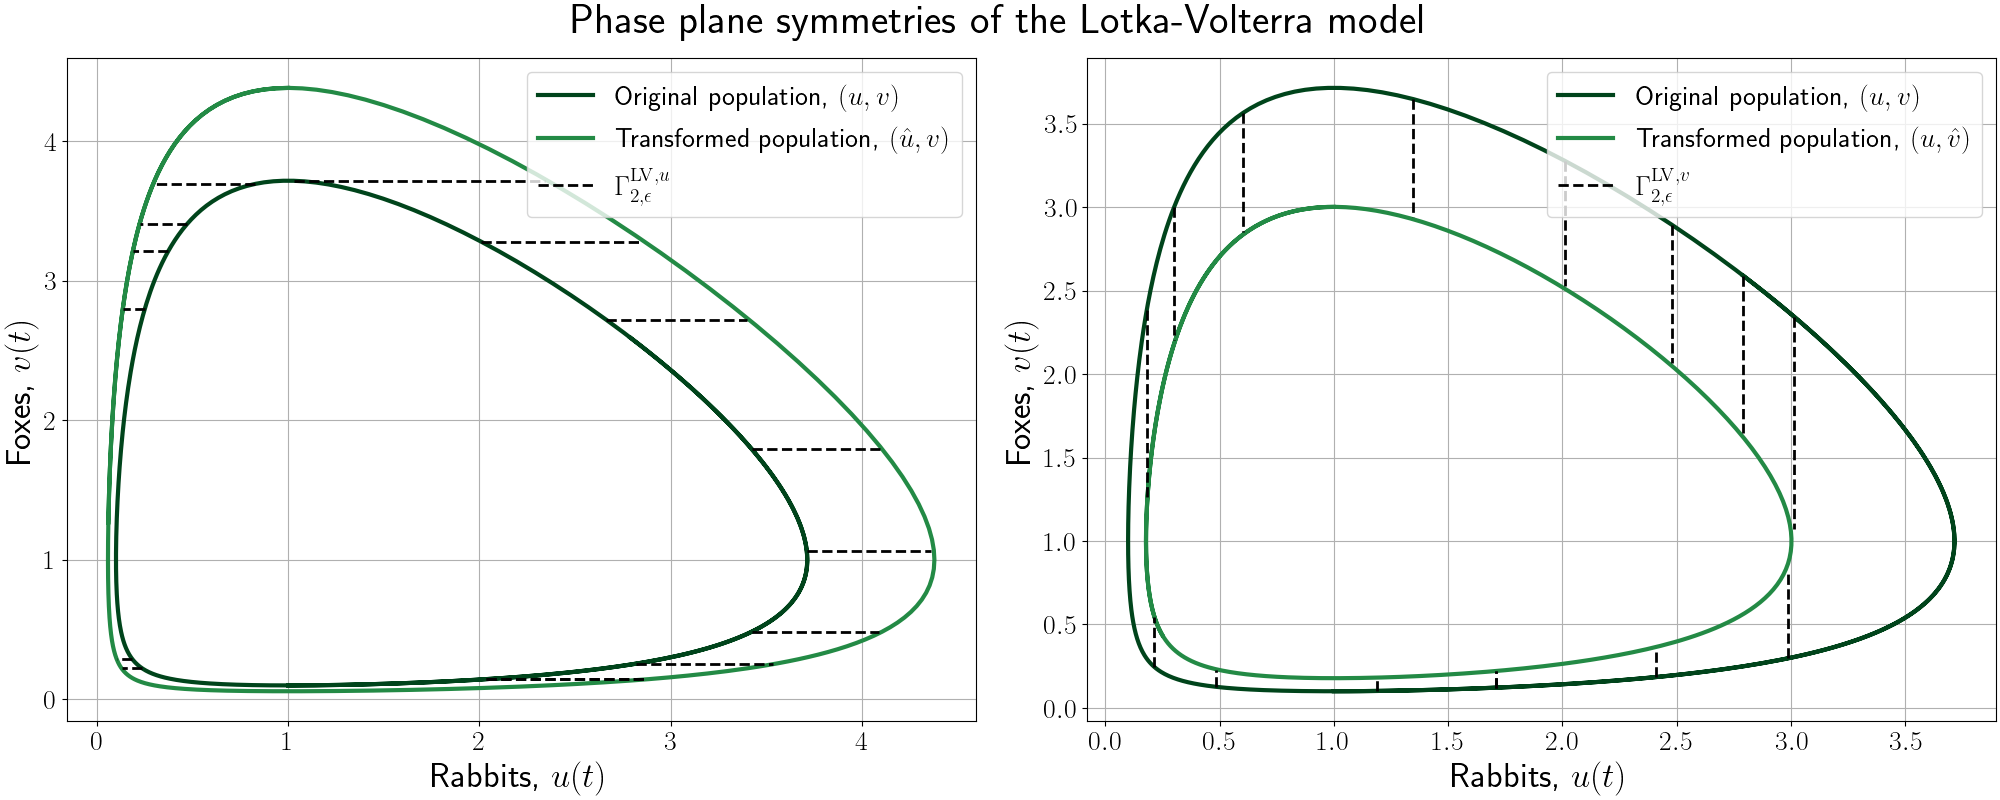 Phase plane symmetries of the Lotka-Volterra model
Foxes, v(t)
4
3
2
1
0
0 1 2 3 4
Rabbits, u(t)
Original population, (u, v)
Transformed population, (û, v)
Γ_{2,ϵ}^{LV,u}
Foxes, v(t)
3.5
3.0
2.5
2.0
1.5
1.0
0.5
0.0
0.0 0.5 1.0 1.5 2.0 2.5 3.0 3.5
Rabbits, u(t)
Original population, (u, v)
Transformed population, (u, v̂)
Γ_{2,ϵ}^{LV,v}